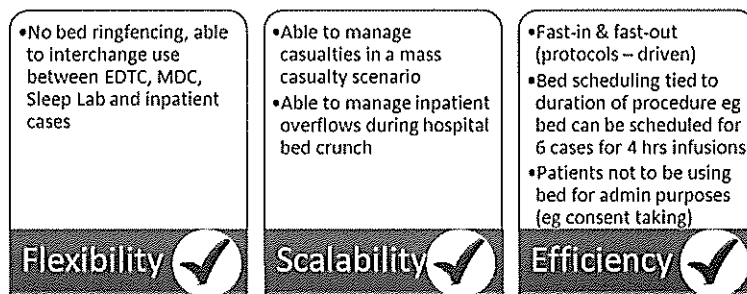 •No bed ringfencing, able
to interchange use
between EDTC, MDC,
Sleep Lab and inpatient
cases
Flexibility
•Able to manage
casualties in a mass
casualty scenario
•Able to manage inpatient
overflows during hospital
bed crunch
Scalability
•Fast-in & fast-out
(protocols – driven)
•Bed scheduling tied to
duration of procedure eg
bed can be scheduled for
6 cases for 4 hrs infusions
•Patients not to be using
bed for admin purposes
(eg consent taking)
Efficiency